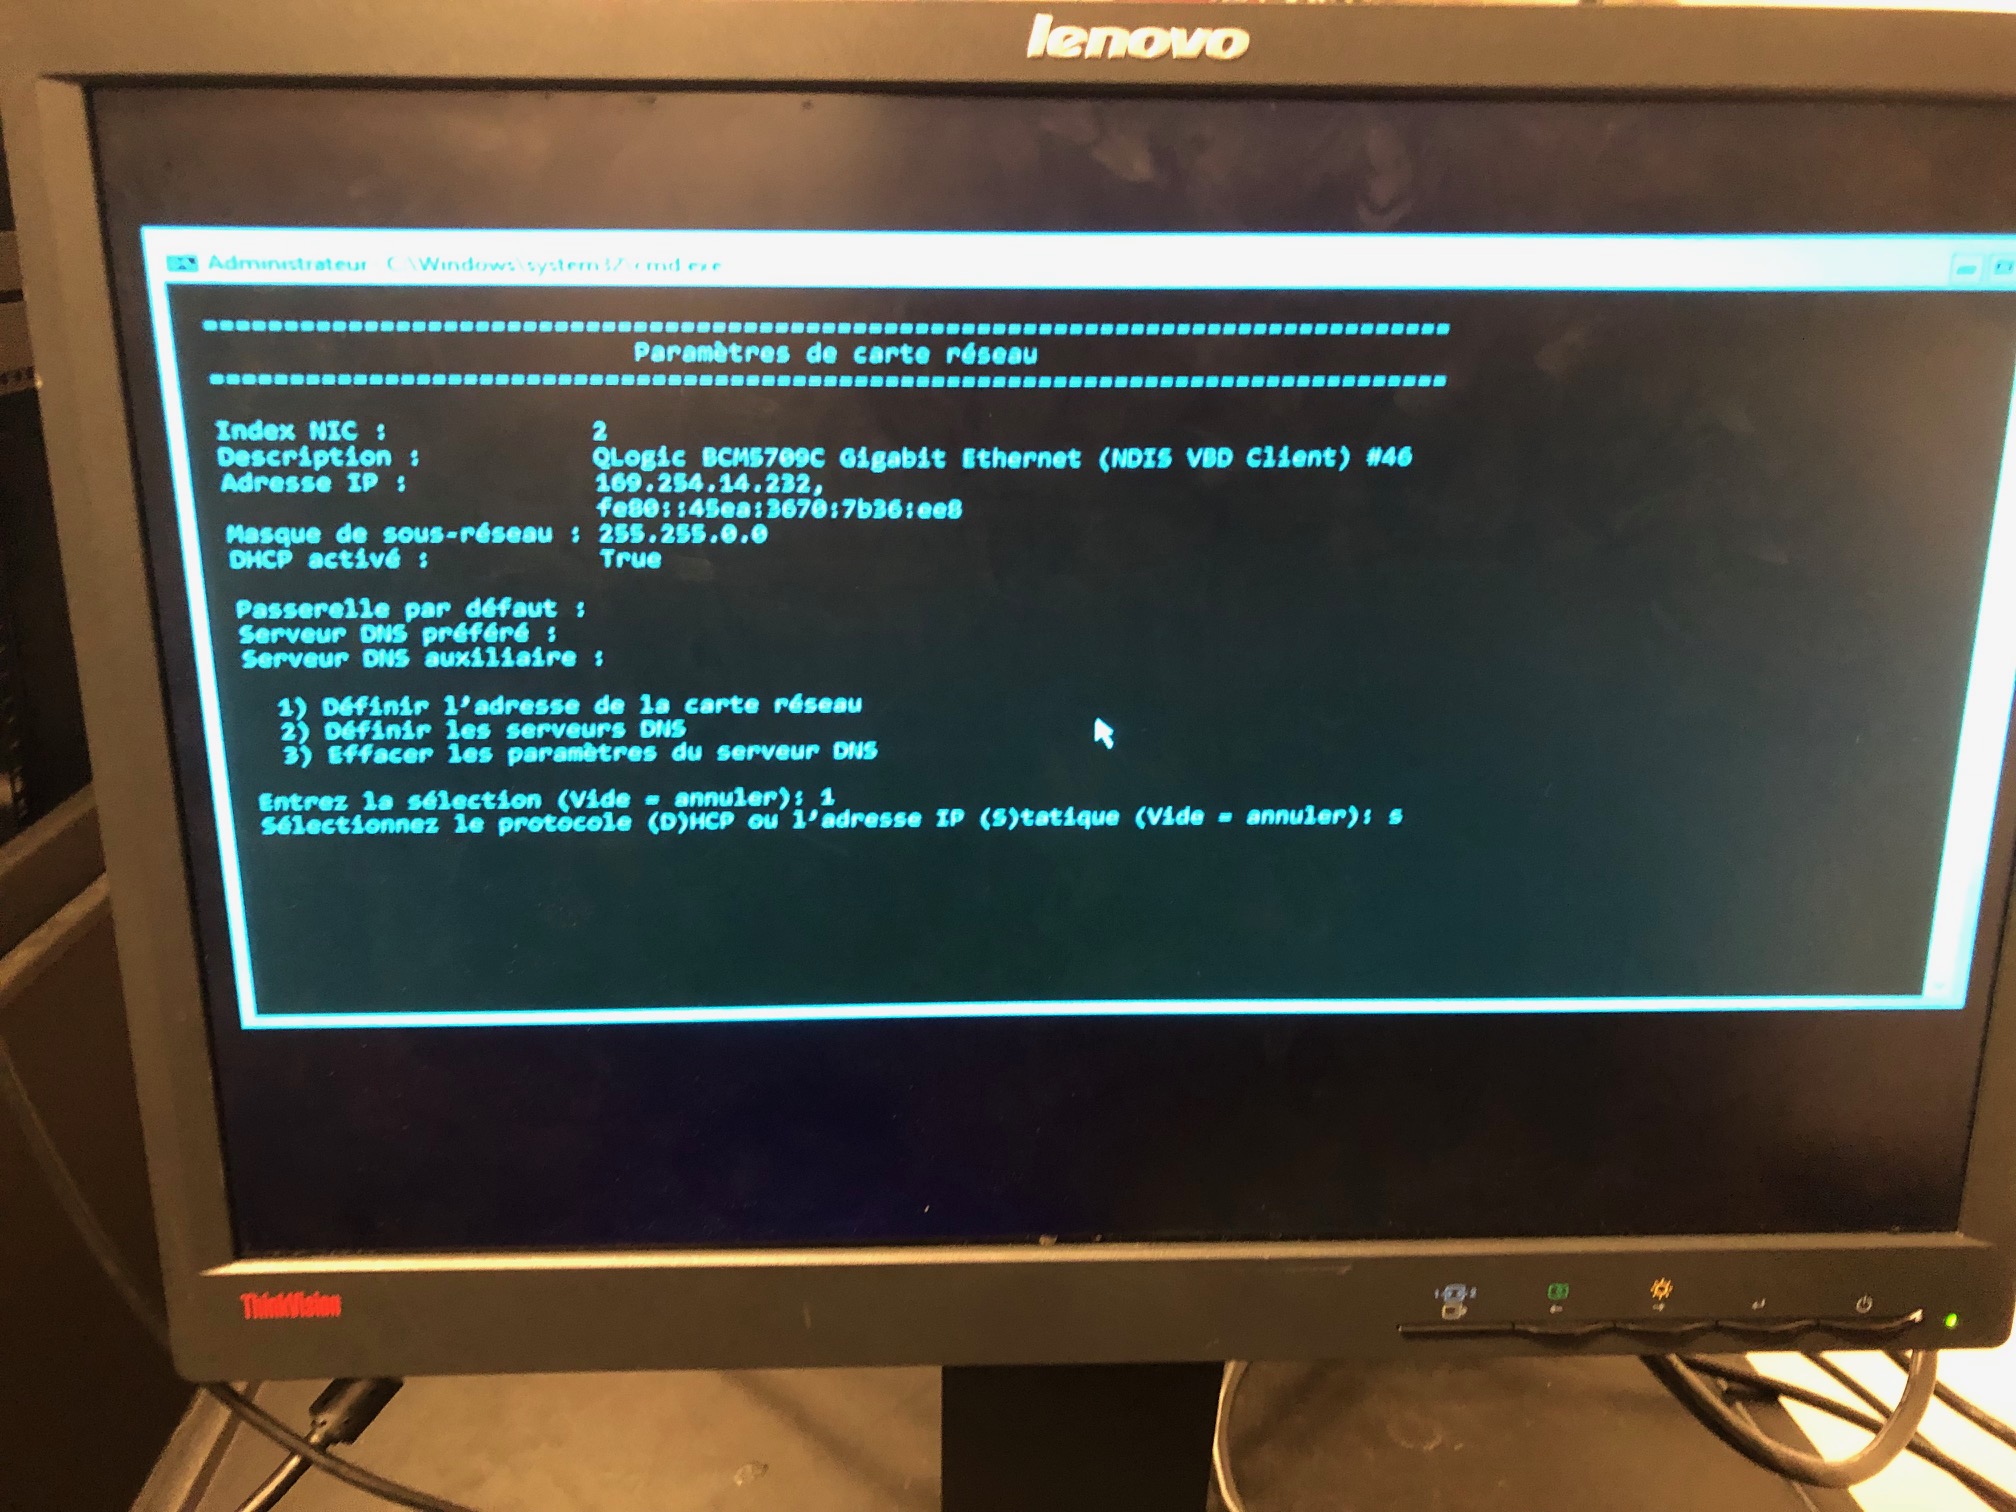 lenovo
Administrateur : C:\Windows\system32\cmd.exe
Paramètres de carte réseau
Index NIC : 2
Description : QLogic BCM5709C Gigabit Ethernet (NDIS VBD Client) #46
Adresse IP : 169.254.14.232,
fe80::45ea:3670:7b36:ee8
Masque de sous-réseau : 255.255.0.0
DHCP activé : True
Passerelle par défaut :
Serveur DNS préféré :
Serveur DNS auxiliaire :
1) Définir l'adresse de la carte réseau
2) Définir les serveurs DNS
3) Effacer les paramètres du serveur DNS
Entrez la sélection (Vide = annuler): 1
Sélectionnez le protocole (D)HCP ou l'adresse IP (S)tatique (Vide = annuler): s
ThinkVision